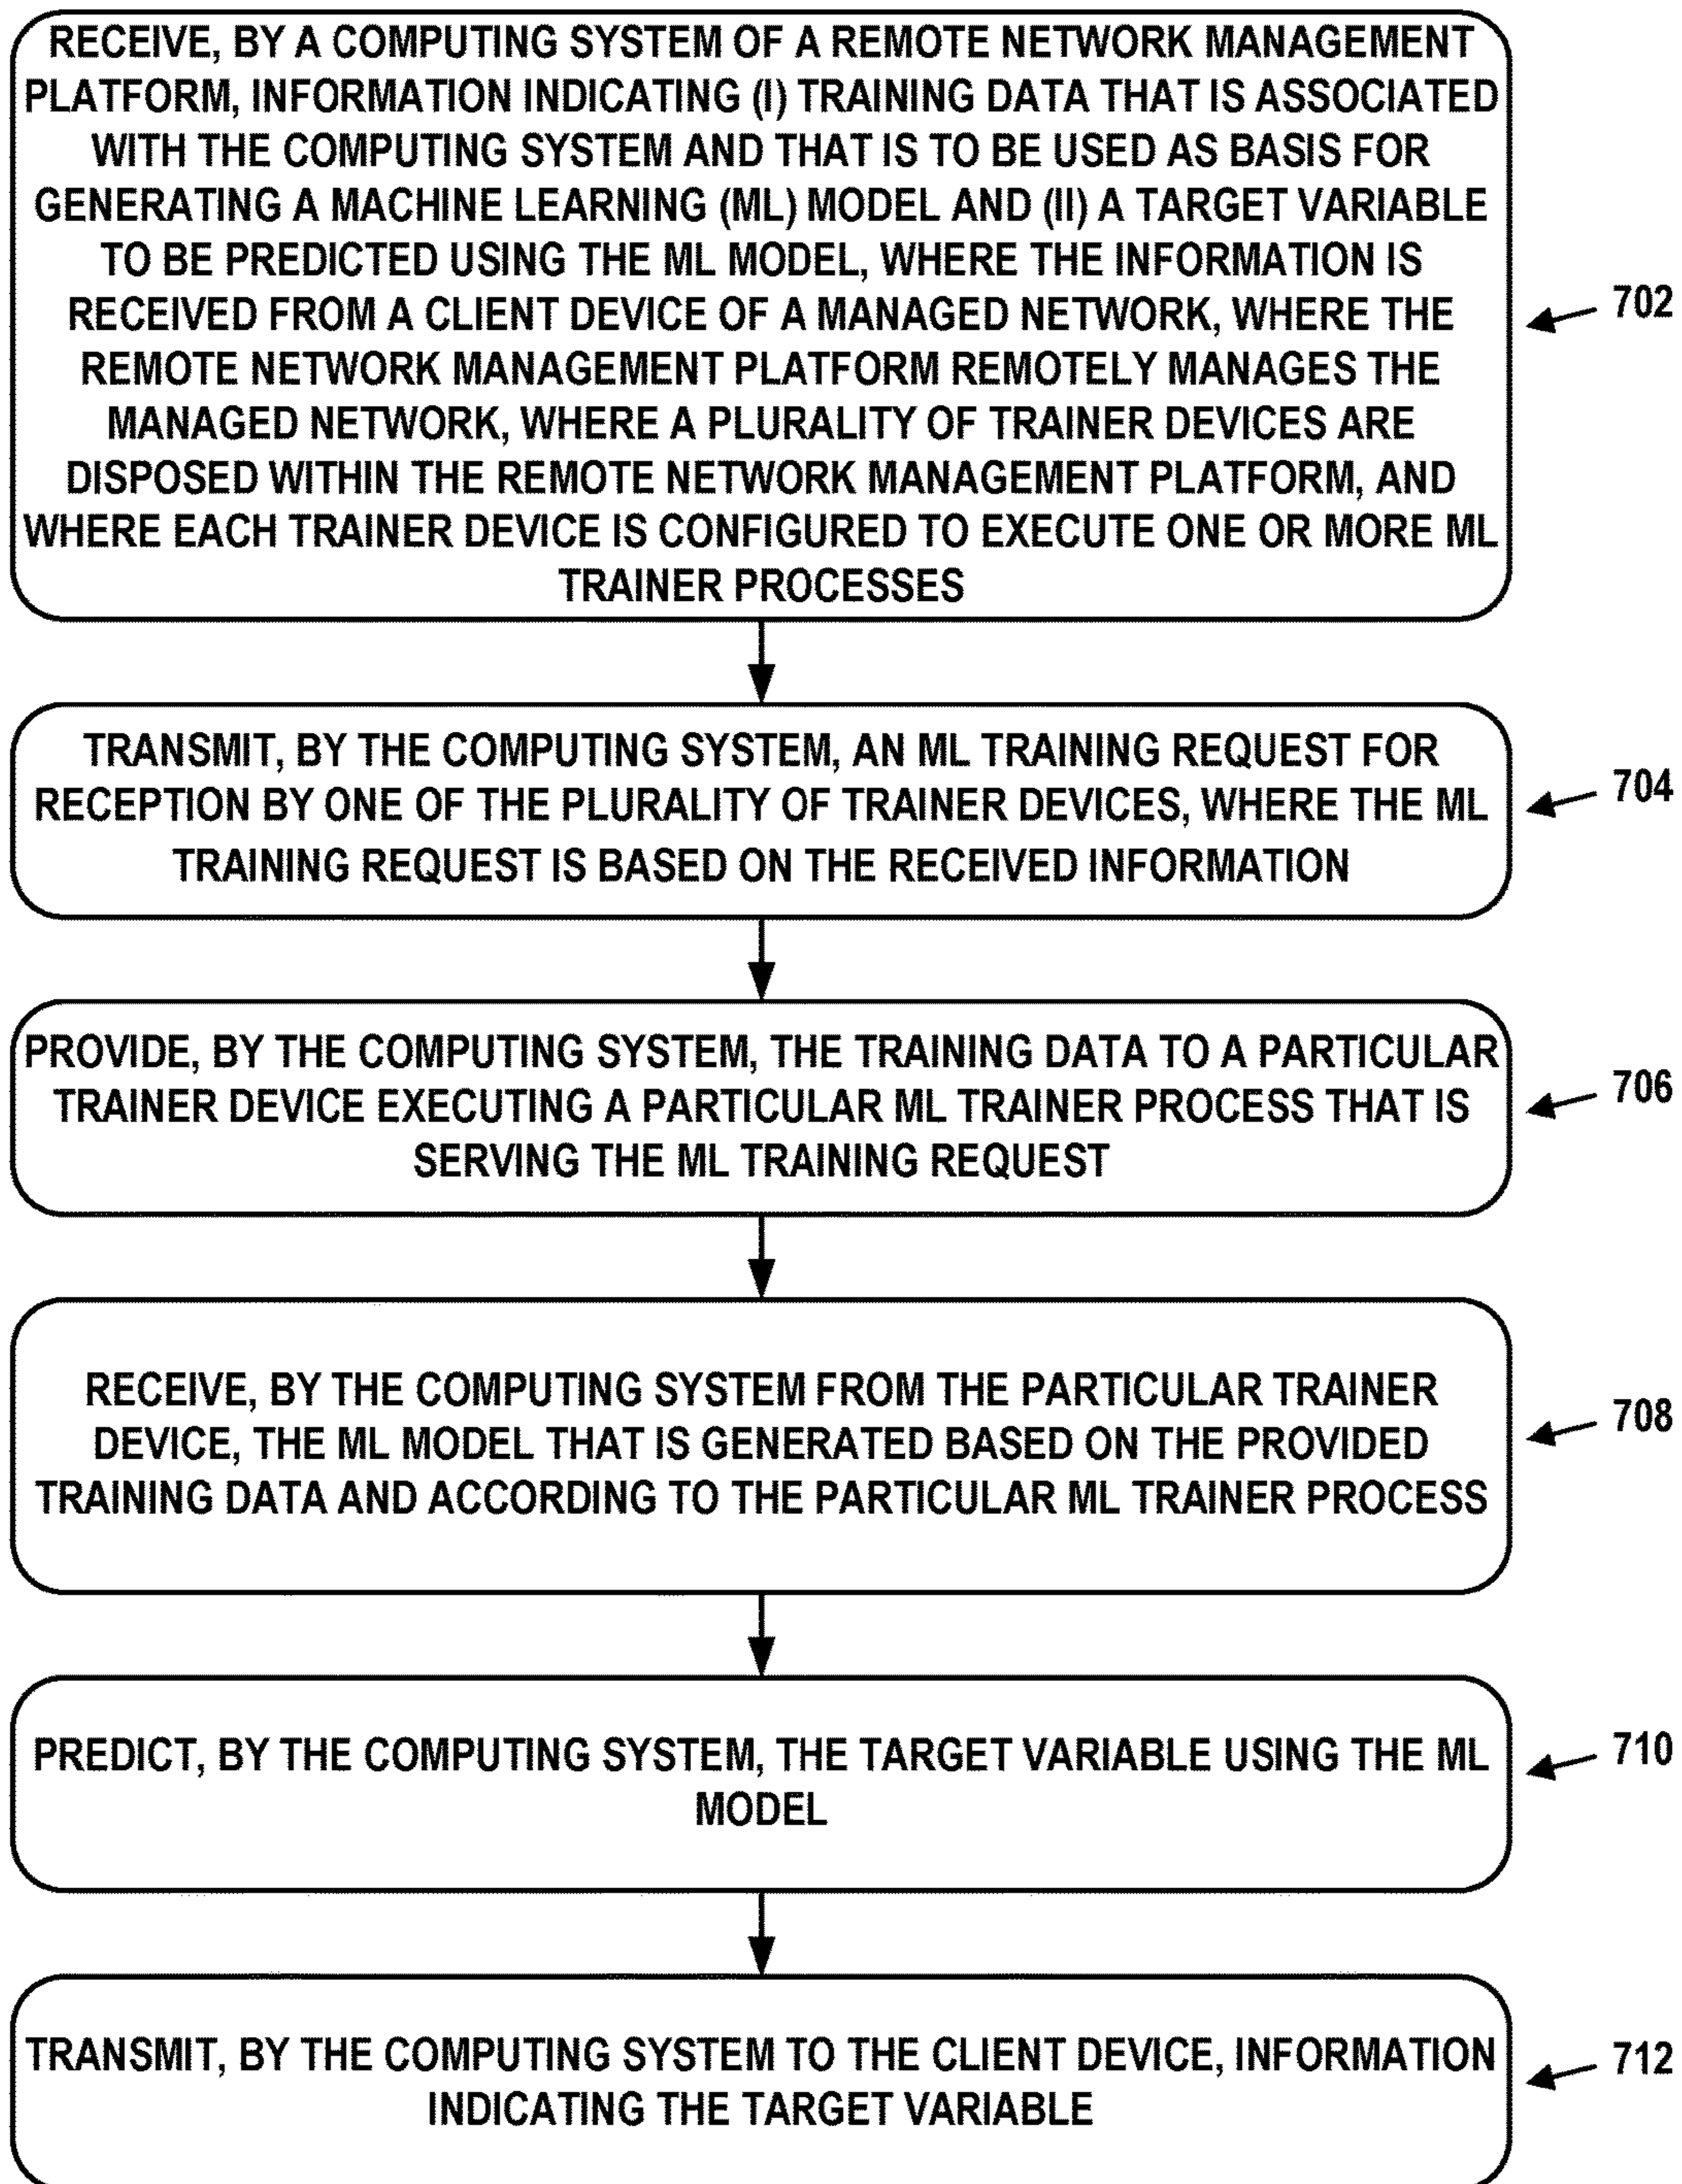 RECEIVE, BY A COMPUTING SYSTEM OF A REMOTE NETWORK MANAGEMENT
PLATFORM, INFORMATION INDICATING (I) TRAINING DATA THAT IS ASSOCIATED
WITH THE COMPUTING SYSTEM AND THAT IS TO BE USED AS BASIS FOR
GENERATING A MACHINE LEARNING (ML) MODEL AND (II) A TARGET VARIABLE
TO BE PREDICTED USING THE ML MODEL, WHERE THE INFORMATION IS
RECEIVED FROM A CLIENT DEVICE OF A MANAGED NETWORK, WHERE THE
REMOTE NETWORK MANAGEMENT PLATFORM REMOTELY MANAGES THE
MANAGED NETWORK, WHERE A PLURALITY OF TRAINER DEVICES ARE
DISPOSED WITHIN THE REMOTE NETWORK MANAGEMENT PLATFORM, AND
WHERE EACH TRAINER DEVICE IS CONFIGURED TO EXECUTE ONE OR MORE ML
TRAINER PROCESSES
702
TRANSMIT, BY THE COMPUTING SYSTEM, AN ML TRAINING REQUEST FOR
RECEPTION BY ONE OF THE PLURALITY OF TRAINER DEVICES, WHERE THE ML
TRAINING REQUEST IS BASED ON THE RECEIVED INFORMATION
704
PROVIDE, BY THE COMPUTING SYSTEM, THE TRAINING DATA TO A PARTICULAR
TRAINER DEVICE EXECUTING A PARTICULAR ML TRAINER PROCESS THAT IS
SERVING THE ML TRAINING REQUEST
706
RECEIVE, BY THE COMPUTING SYSTEM FROM THE PARTICULAR TRAINER
DEVICE, THE ML MODEL THAT IS GENERATED BASED ON THE PROVIDED
TRAINING DATA AND ACCORDING TO THE PARTICULAR ML TRAINER PROCESS
708
PREDICT, BY THE COMPUTING SYSTEM, THE TARGET VARIABLE USING THE ML
MODEL
710
TRANSMIT, BY THE COMPUTING SYSTEM TO THE CLIENT DEVICE, INFORMATION
INDICATING THE TARGET VARIABLE
712